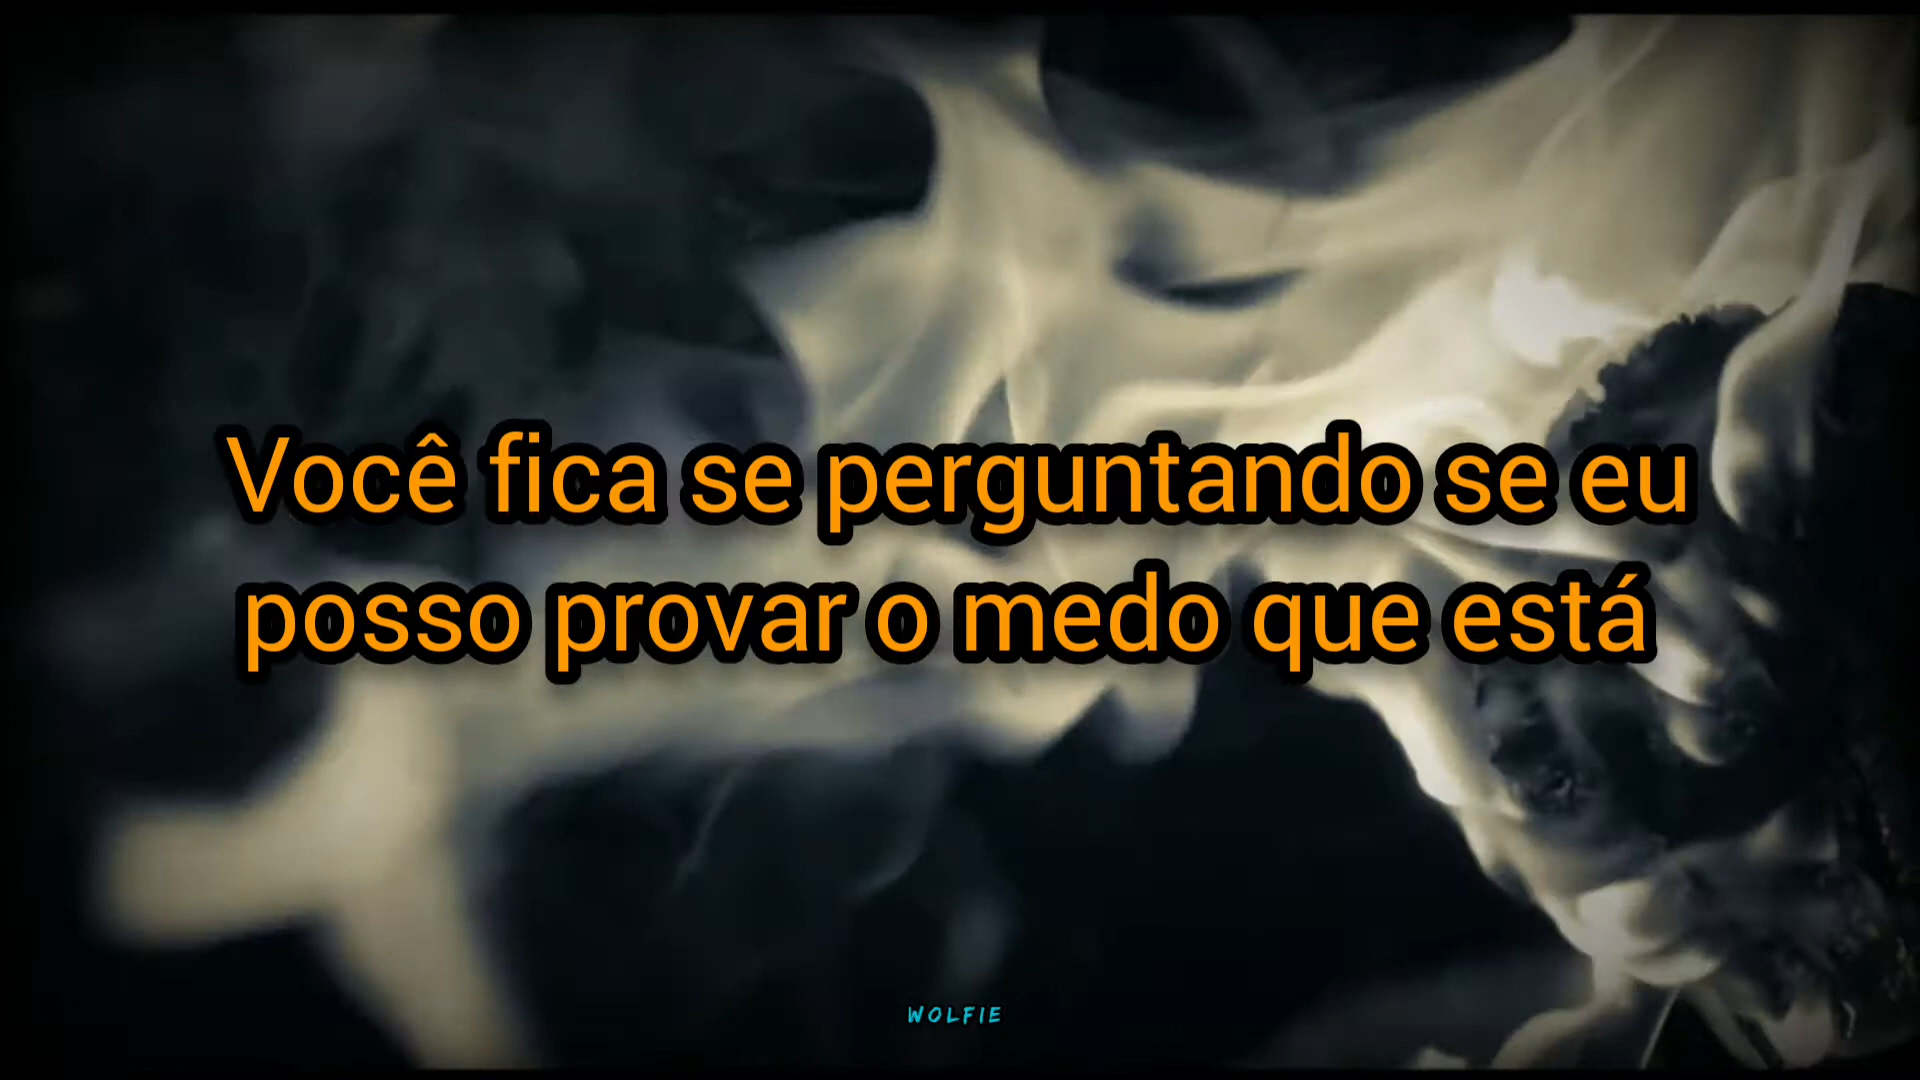 Você fica se perguntando se eu
posso provar o medo que está
WOLFIE